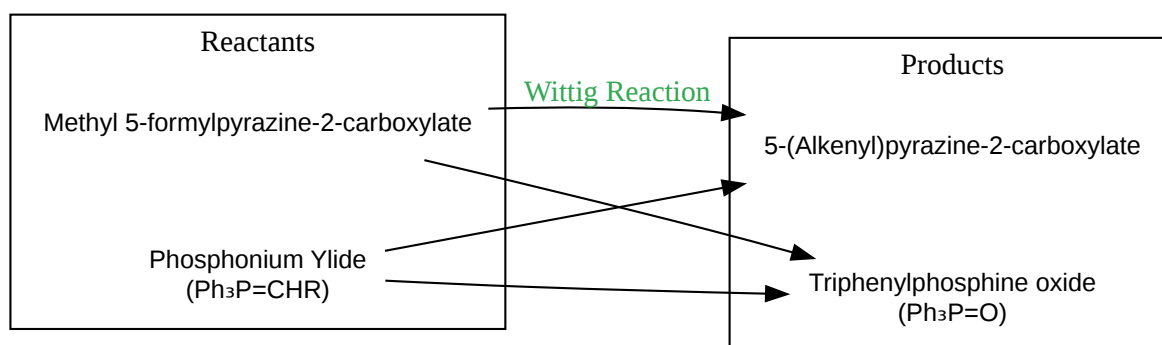 Reactants
Methyl 5-formylpyrazine-2-carboxylate
Phosphonium Ylide
(Ph₃P=CHR)
Wittig Reaction
Products
5-(Alkenyl)pyrazine-2-carboxylate
Triphenylphosphine oxide
(Ph₃P=O)